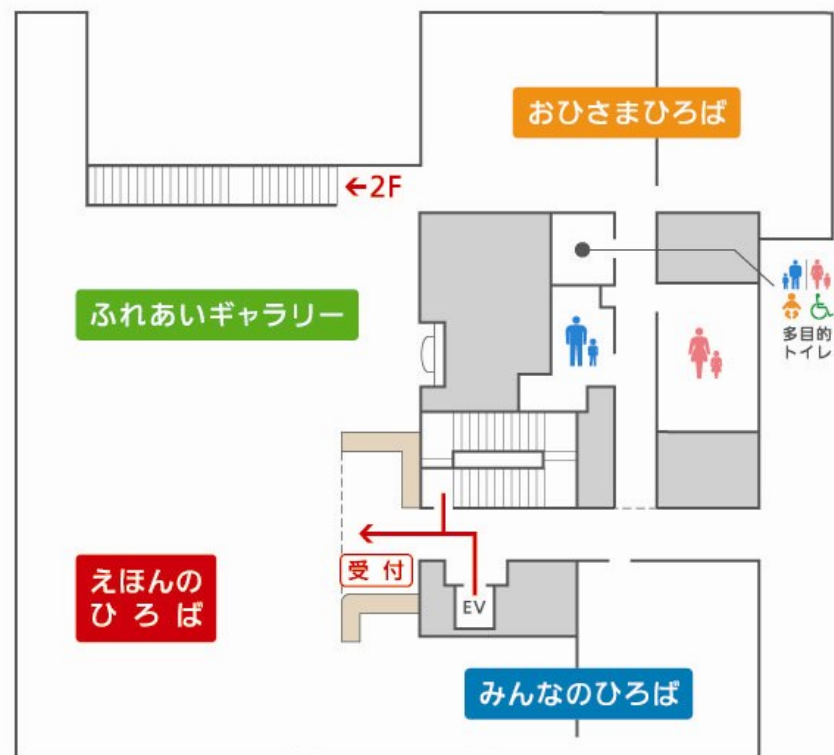 おひさまひろば
←2F
ふれあいギャラリー
多目的
トイレ
受付
えほんの
ひろば
EV
みんなのひろば